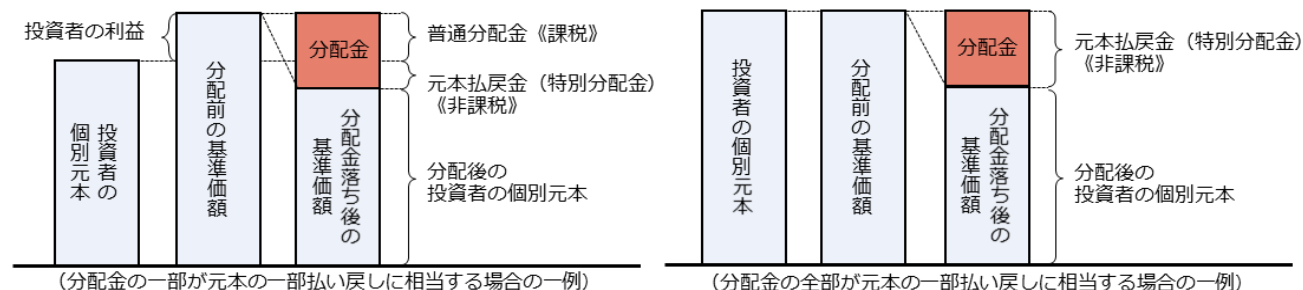 投資者の利益
投資者の
個別元本
分配前の基準価額
分配金
分配金落ち後の
基準価額
普通分配金《課税》
元本払戻金（特別分配金）
《非課税》
分配後の
投資者の個別元本
（分配金の一部が元本の一部払い戻しに相当する場合の一例）
投資者の個別元本
分配前の基準価額
分配金
分配金落ち後の
基準価額
元本払戻金（特別分配金）
《非課税》
分配後の
投資者の個別元本
（分配金の全部が元本の一部払い戻しに相当する場合の一例）